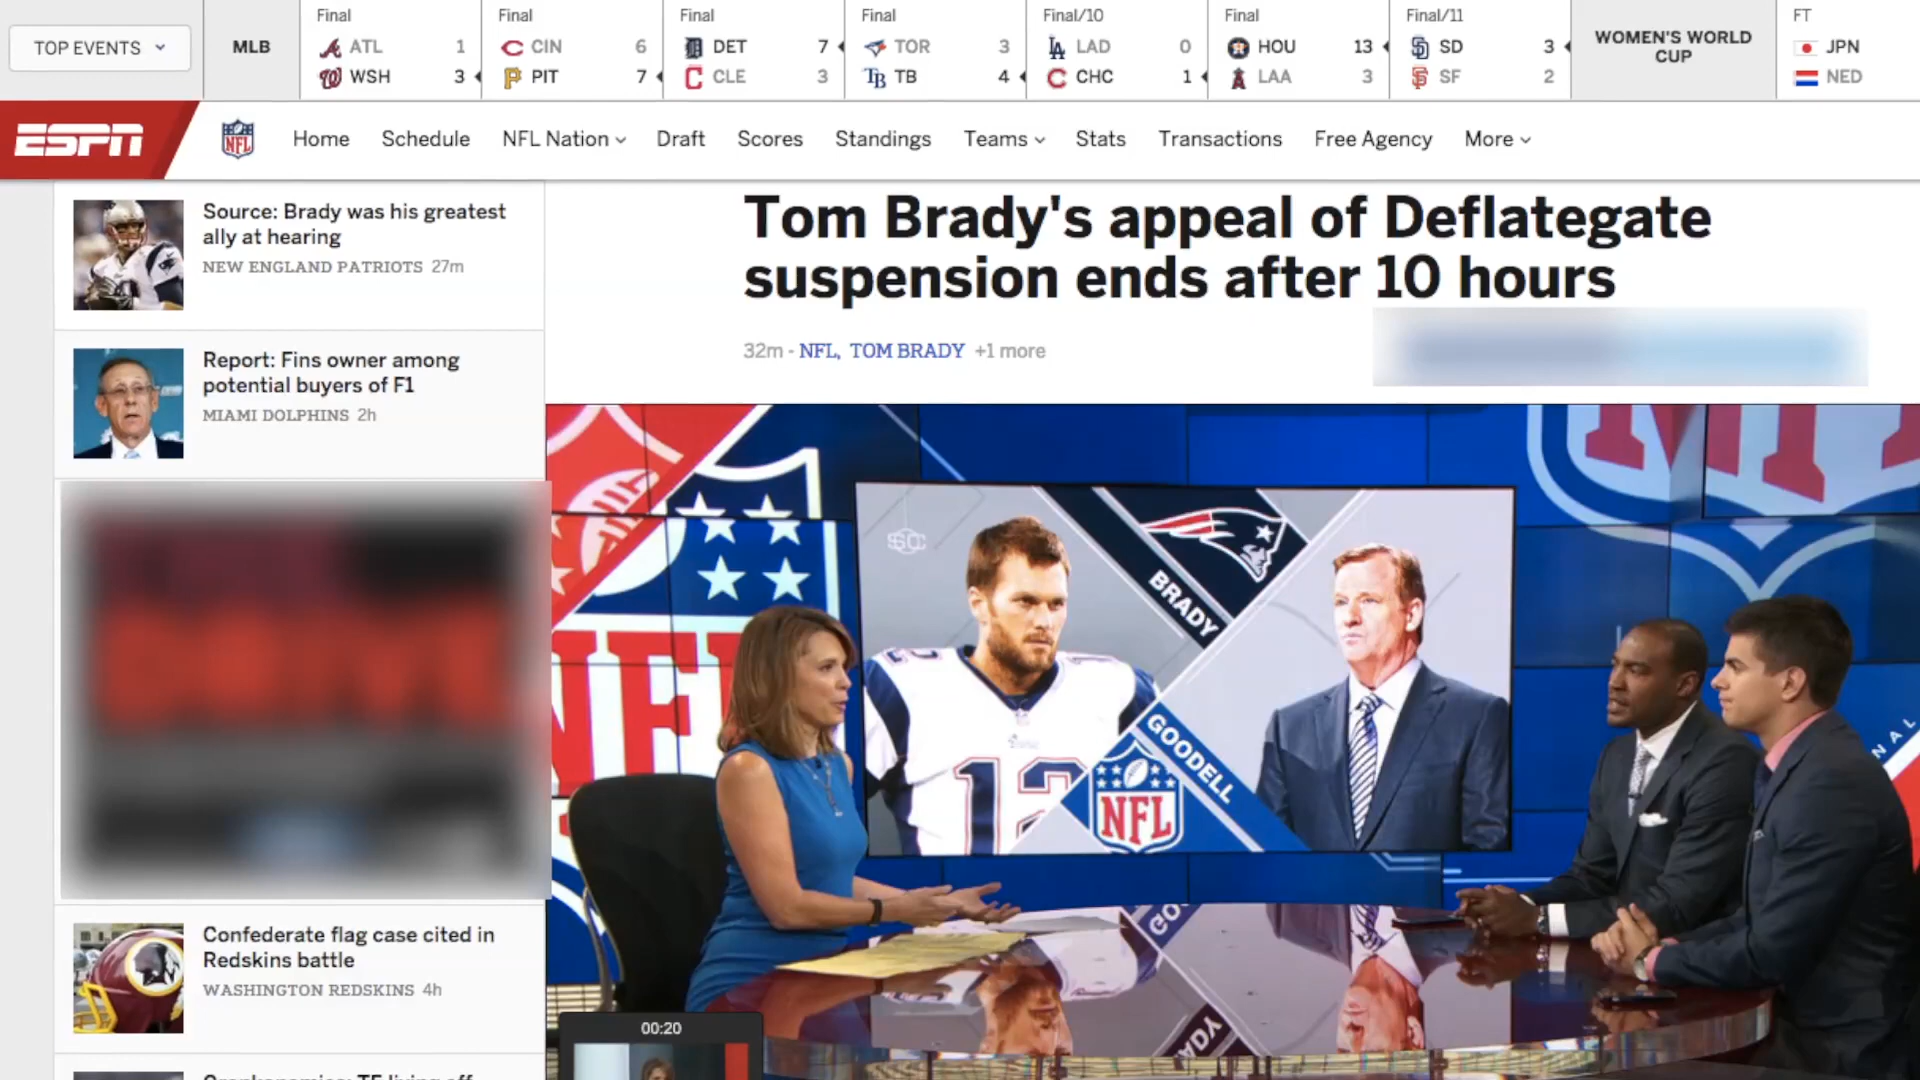 TOP EVENTS
MLB
Final
ATL 1
WSH 3
Final
CIN 6
PIT 7
Final
DET 7
CLE 3
Final
TOR 3
TB 4
Final/10
LAD 0
CHC 1
Final
HOU 13
LAA 3
Final/11
SD 3
SF 2
WOMEN'S WORLD
CUP
FT
JPN
NED
ESPN
NFL
Home Schedule NFL Nation Draft Scores Standings Teams Stats Transactions Free Agency More
Source: Brady was his greatest
ally at hearing
NEW ENGLAND PATRIOTS 27m
Report: Fins owner among
potential buyers of F1
MIAMI DOLPHINS 2h
Confederate flag case cited in
Redskins battle
WASHINGTON REDSKINS 4h
Tom Brady's appeal of Deflategate
suspension ends after 10 hours
32m - NFL, TOM BRADY +1 more
SC
BRADY
GOODELL
12
NFL
NFL
00:20